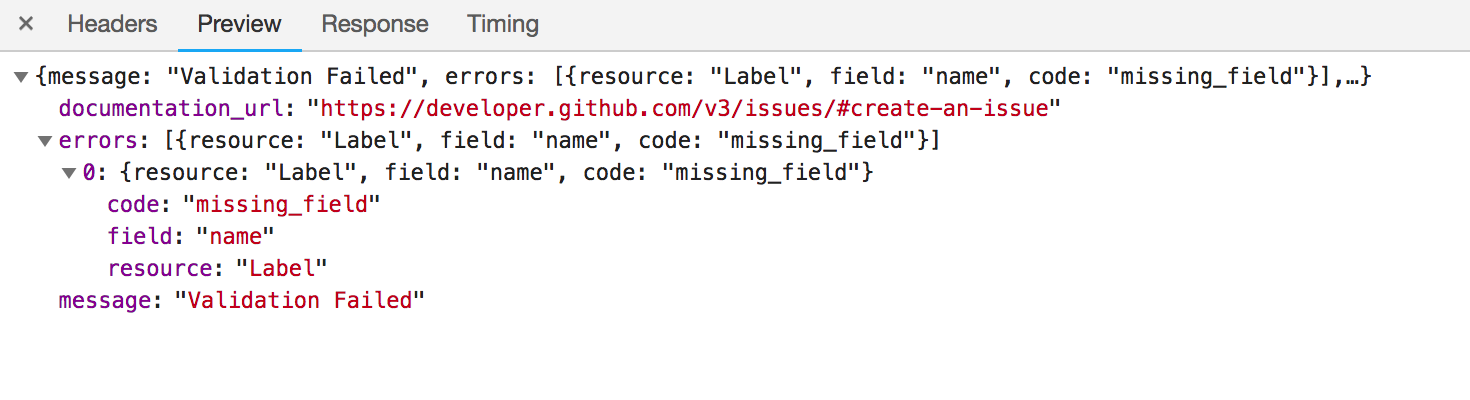 × Headers Preview Response Timing
▼{message: "Validation Failed", errors: [{resource: "Label", field: "name", code: "missing_field"}],…}
documentation_url: "https://developer.github.com/v3/issues/#create-an-issue"
▼errors: [{resource: "Label", field: "name", code: "missing_field"}]
▼0: {resource: "Label", field: "name", code: "missing_field"}
code: "missing_field"
field: "name"
resource: "Label"
message: "Validation Failed"